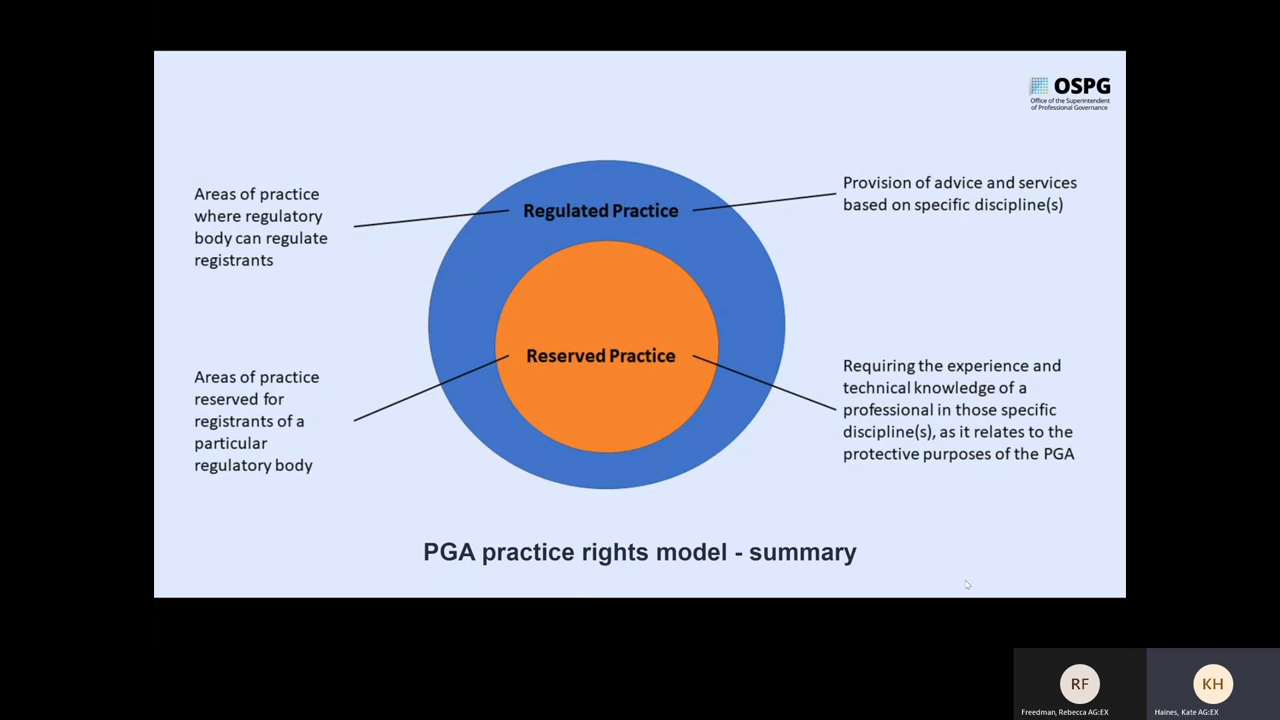 OSPG
Office of the Superintendent
of Professional Governance
Areas of practice
where regulatory
body can regulate
registrants
Regulated Practice
Provision of advice and services
based on specific discipline(s)
Areas of practice
reserved for
registrants of a
particular
regulatory body
Reserved Practice
Requiring the experience and
technical knowledge of a
professional in those specific
discipline(s), as it relates to the
protective purposes of the PGA
PGA practice rights model - summary
RF
Freedman, Rebecca AG:EX
KH
Haines, Kate AG:EX